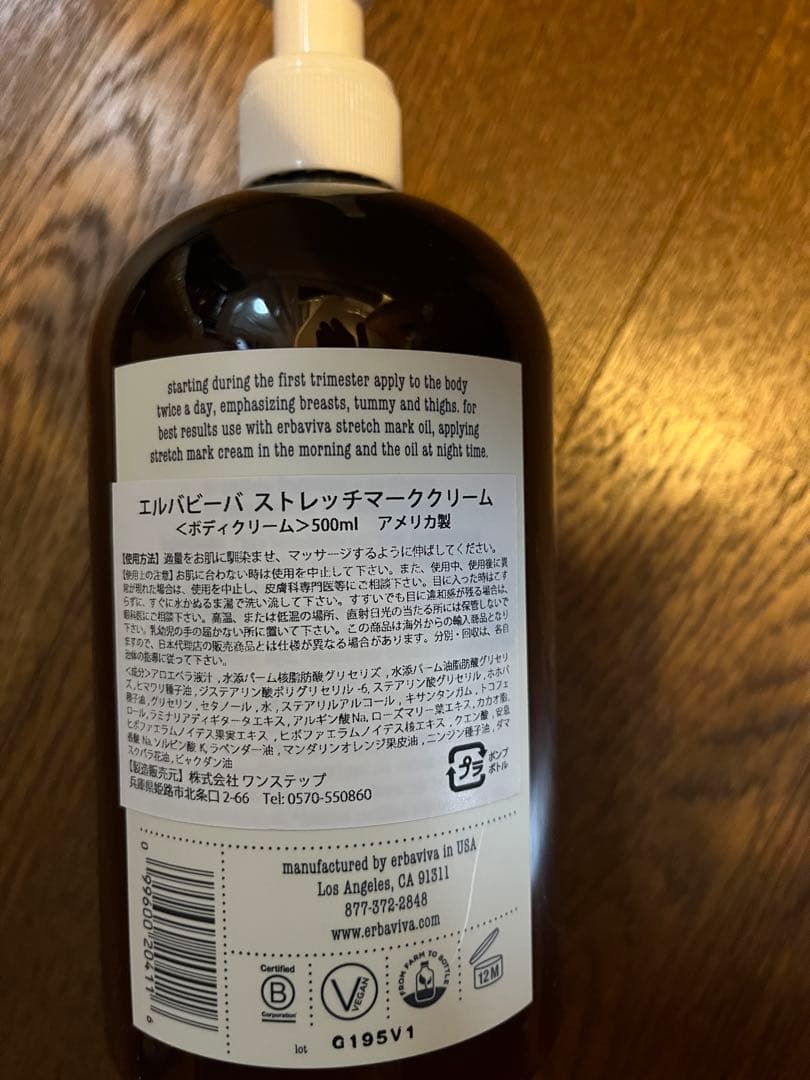 starting during the first trimester apply to the body
twice a day, emphasizing breasts, tummy and thighs. for
best results use with erbaviva stretch mark oil, applying
stretch mark cream in the morning and the oil at night time.
エルバビーバ ストレッチマーククリーム
＜ボディクリーム＞500ml アメリカ製
【使用方法】適量をお肌に馴染ませ、マッサージするように伸ばしてください。
【使用上の注意】お肌に合わない時は使用を中止して下さい。また、使用中、使用後に異
常が現れた場合は、使用を中止し、皮膚科専門医等にご相談下さい。目に入った時はこす
らずに、すぐに水かぬるま湯で洗い流して下さい。すすいでも目に違和感が残る場合は、
眼科医にご相談下さい。高温、または低温の場所、直射日光の当たる所には保管しないで
下さい。乳幼児の手の届かない所に置いて下さい。この商品は海外からの輸入商品となり
ますので、日本代理店の販売商品とは仕様が異なる場合があります。分別・回収は、各自
治体の指導に従って下さい。
＜成分＞アロエベラ液汁 , 水添パーム核脂肪酸グリセリズ , 水添パーム油脂肪酸グリセリ
ズ , ヒマワリ種子油 , ジステアリン酸ポリグリセリル -6, ステアリン酸グリセリル , ホホバ
種子油 , グリセリン , セタノール , 水 , ステアリルアルコール , キサンタンガム , トコフェ
ロール , ラミナリアディギタータエキス , アルギン酸 Na, ローズマリー葉エキス , カカオ脂 ,
ヒポファエラムノイデス果実エキス , ヒポファエラムノイデス核エキス , クエン酸 , 安息
香酸 Na, ソルビン酸 K, ラベンダー油 , マンダリンオレンジ果皮油 , ニンジン種子油 , ダマ
スクバラ花油 , ビャクダン油
【製造販売元】株式会社 ワンステップ
兵庫県姫路市北条口 2-66 Tel: 0570-550860
プラ
ポンプ
ボトル
manufactured by erbaviva in USA
Los Angeles, CA 91311
877-372-2848
www.erbaviva.com
0 99600 20411 6
Certified
B
Corporation
V VEGAN
FROM FARM TO BOTTLE
12M
lot G195V1